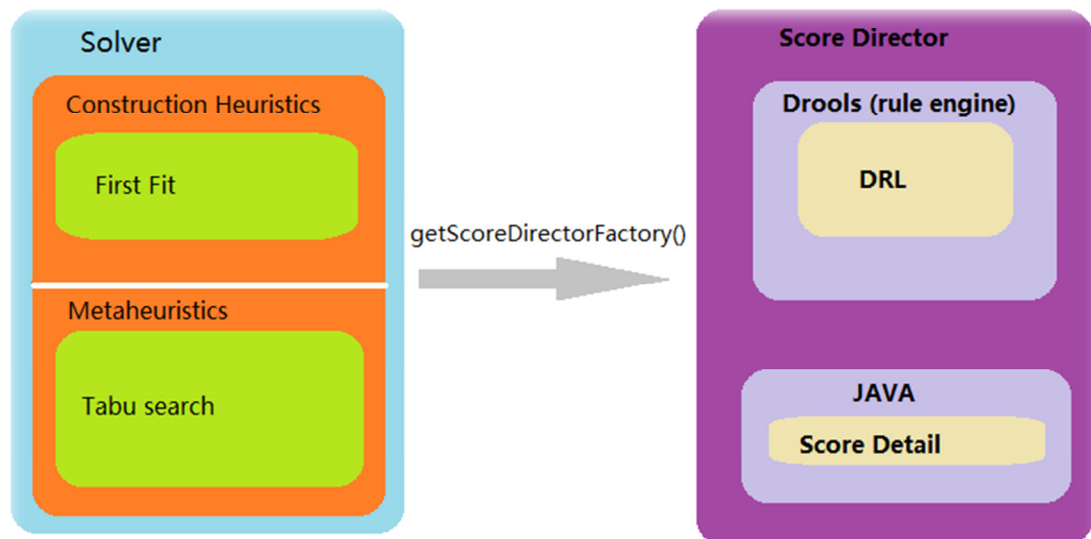 Solver
Construction Heuristics
First Fit
Metaheuristics
Tabu search
getScoreDirectorFactory()
Score Director
Drools (rule engine)
DRL
JAVA
Score Detail